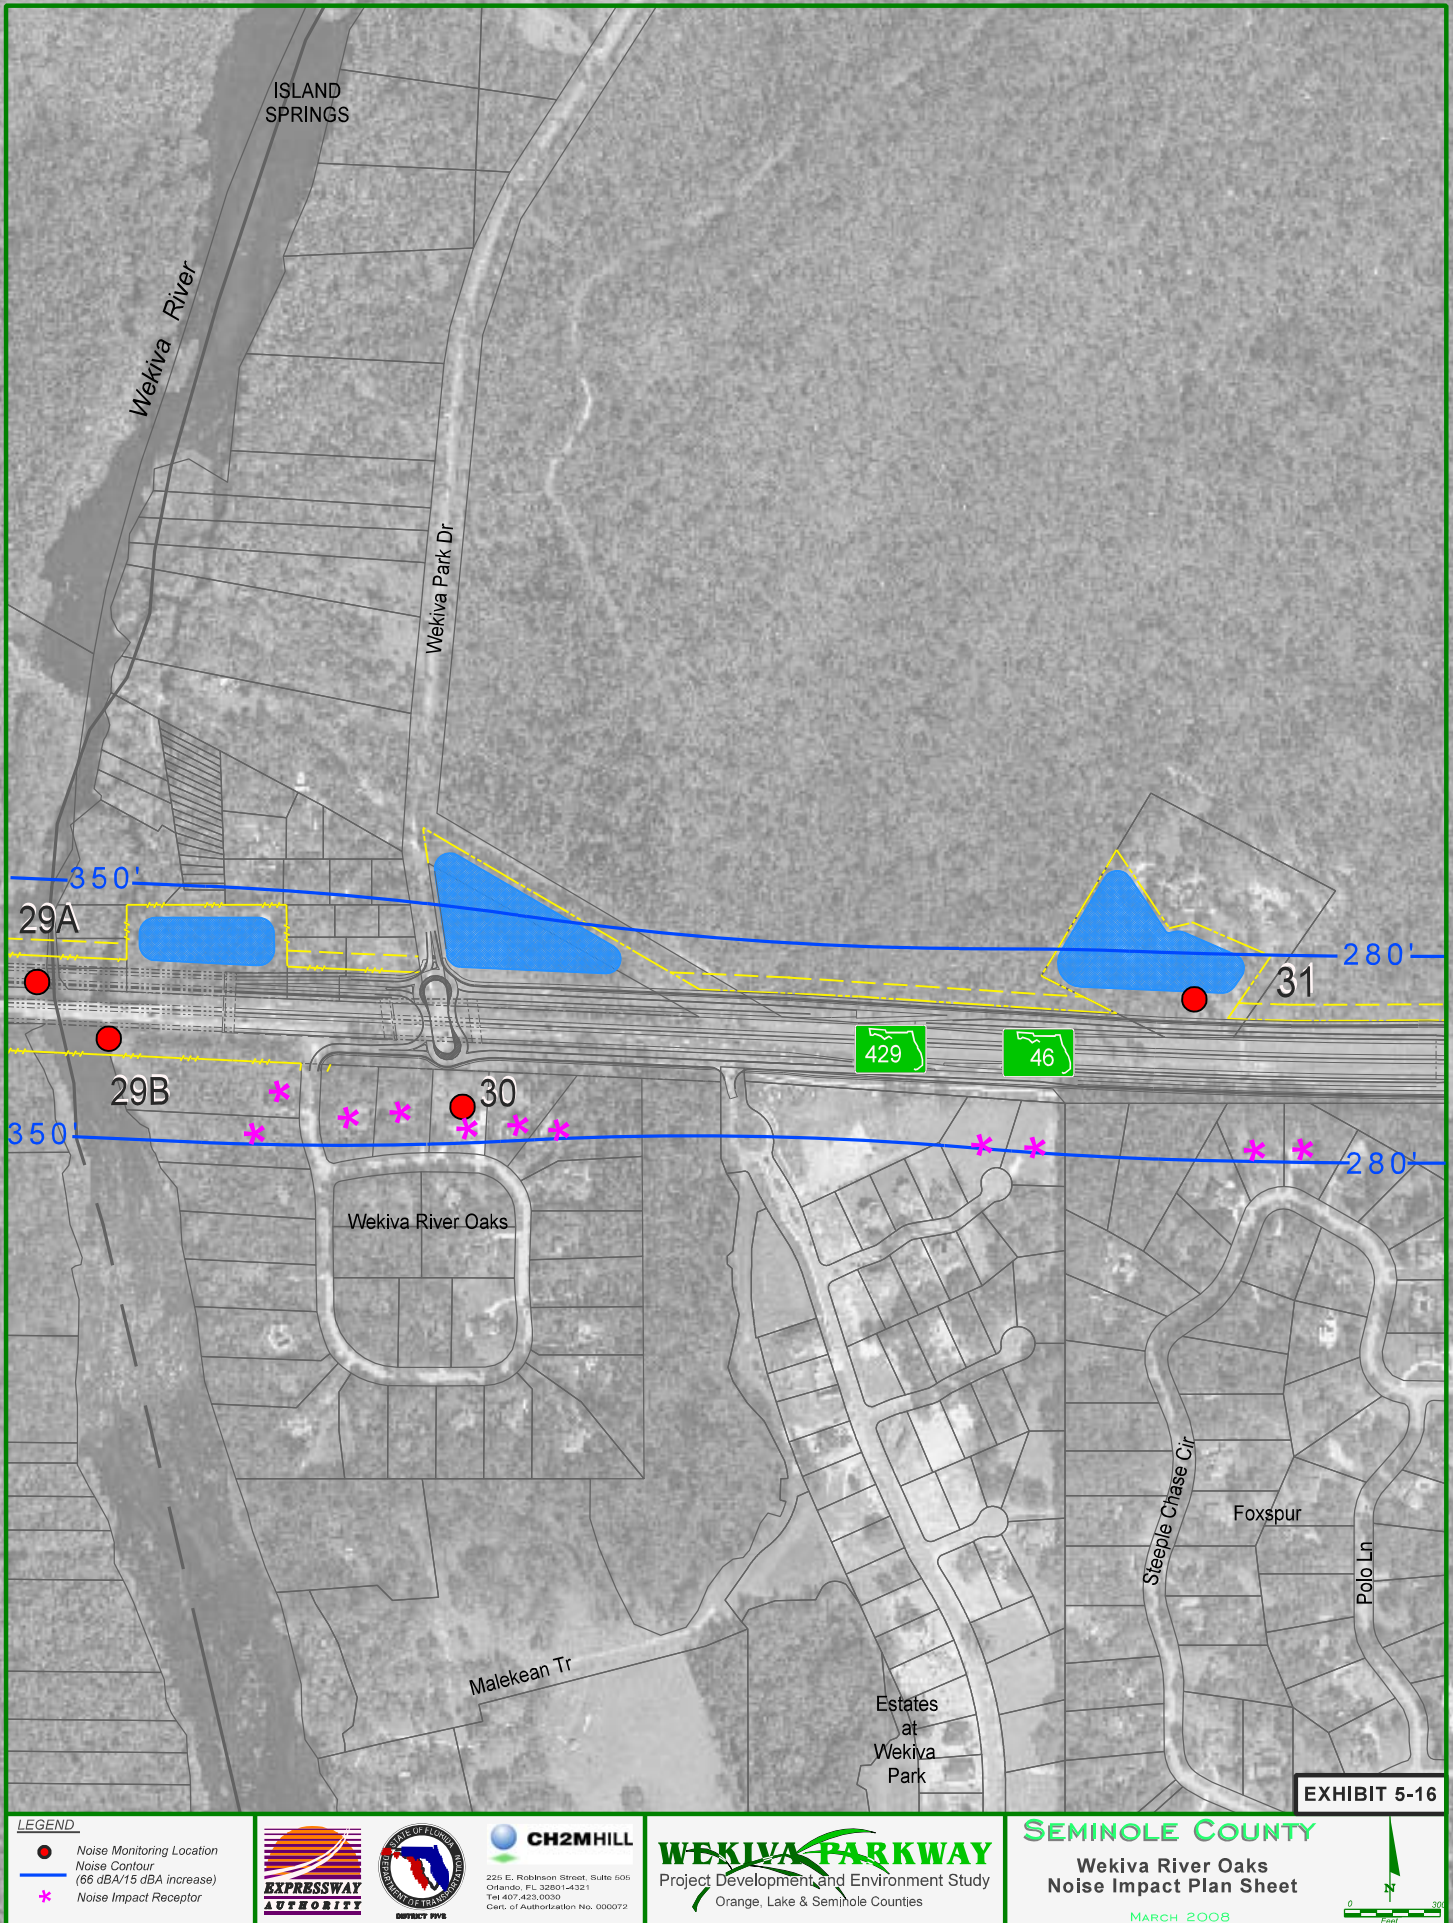 ISLAND
SPRINGS
Wekiva River
Wekiva Park Dr
350'
29A
280'
31
429
46
29B
30
350'
280'
Wekiva River Oaks
Steeple Chase Cir
Foxspur
Polo Ln
Malekean Tr
Estates
at
Wekiva
Park
EXHIBIT 5-16
LEGEND
Noise Monitoring Location
Noise Contour
(66 dBA/15 dBA increase)
Noise Impact Receptor
EXPRESSWAY
AUTHORITY
STATE OF FLORIDA
DEPARTMENT OF TRANSPORTATION
DISTRICT FIVE
CH2MHILL
225 E. Robinson Street, Suite 505
Orlando, FL 32801-4321
Tel 407.423.0030
Cert. of Authorization No. 000072
WEKIVA PARKWAY
Project Development and Environment Study
Orange, Lake & Seminole Counties
SEMINOLE COUNTY
Wekiva River Oaks
Noise Impact Plan Sheet
MARCH 2008
N
0 300
Feet